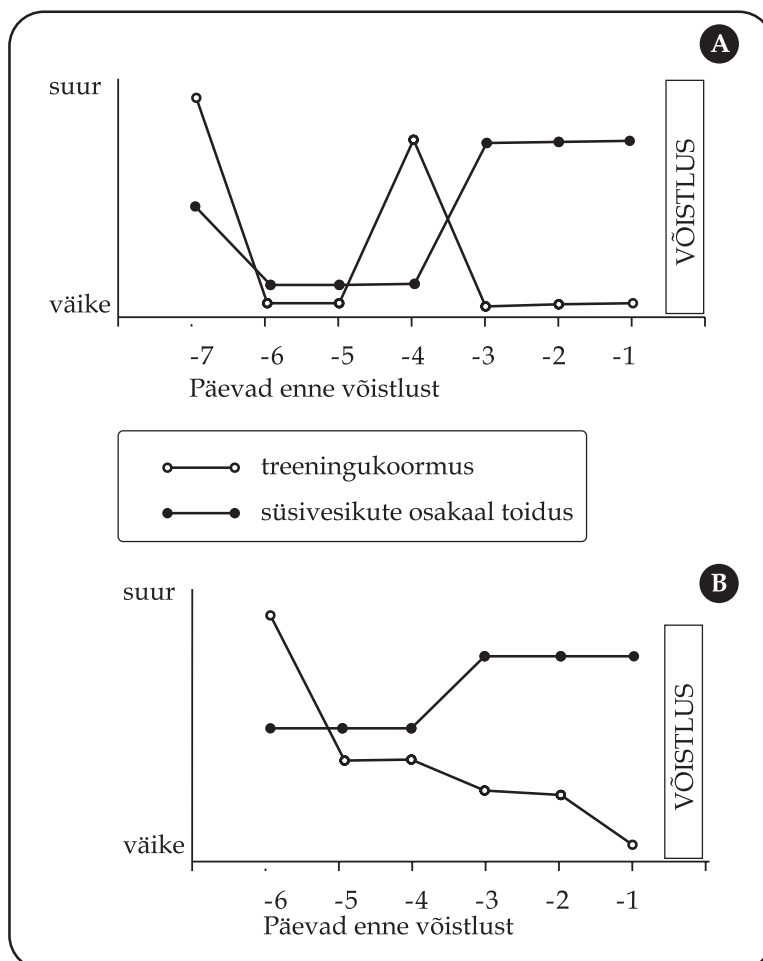 A
suur
väike
VÕISTLUS
-7 -6 -5 -4 -3 -2 -1
Päevad enne võistlust
treeningukoormus
süsivesikute osakaal toidus
B
suur
väike
VÕISTLUS
-6 -5 -4 -3 -2 -1
Päevad enne võistlust